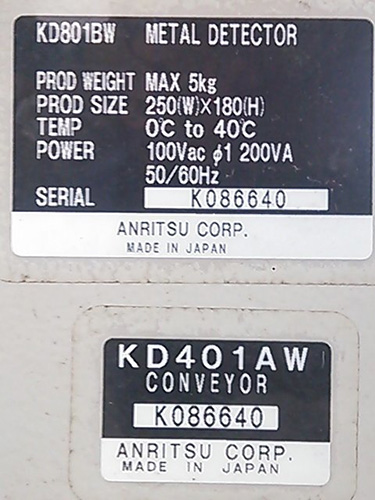 KD801BW METAL DETECTOR
PROD WEIGHT MAX 5kg
PROD SIZE 250(W)×180(H)
TEMP 0℃ to 40℃
POWER 100Vac ϕ1 200VA
50/60Hz
SERIAL K086640
ANRITSU CORP.
MADE IN JAPAN
KD401AW
CONVEYOR
K086640
ANRITSU CORP.
MADE IN JAPAN